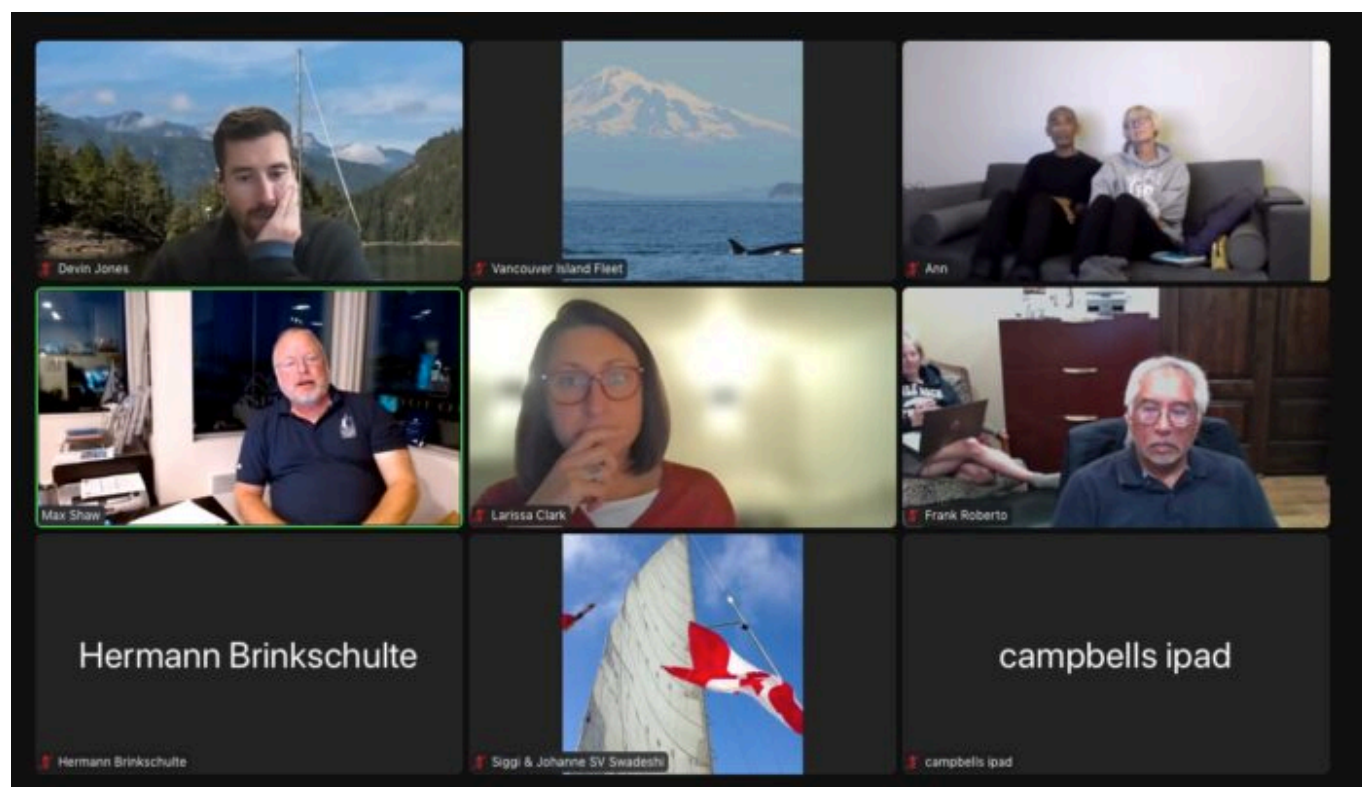 Devin Jones
Vancouver Island Fleet
Ann
Max Shaw
Larissa Clark
Frank Roberto
Hermann Brinkschulte
campbells ipad
Hermann Brinkschulte
Siggi & Johanne SV Swadeshi
campbells ipad